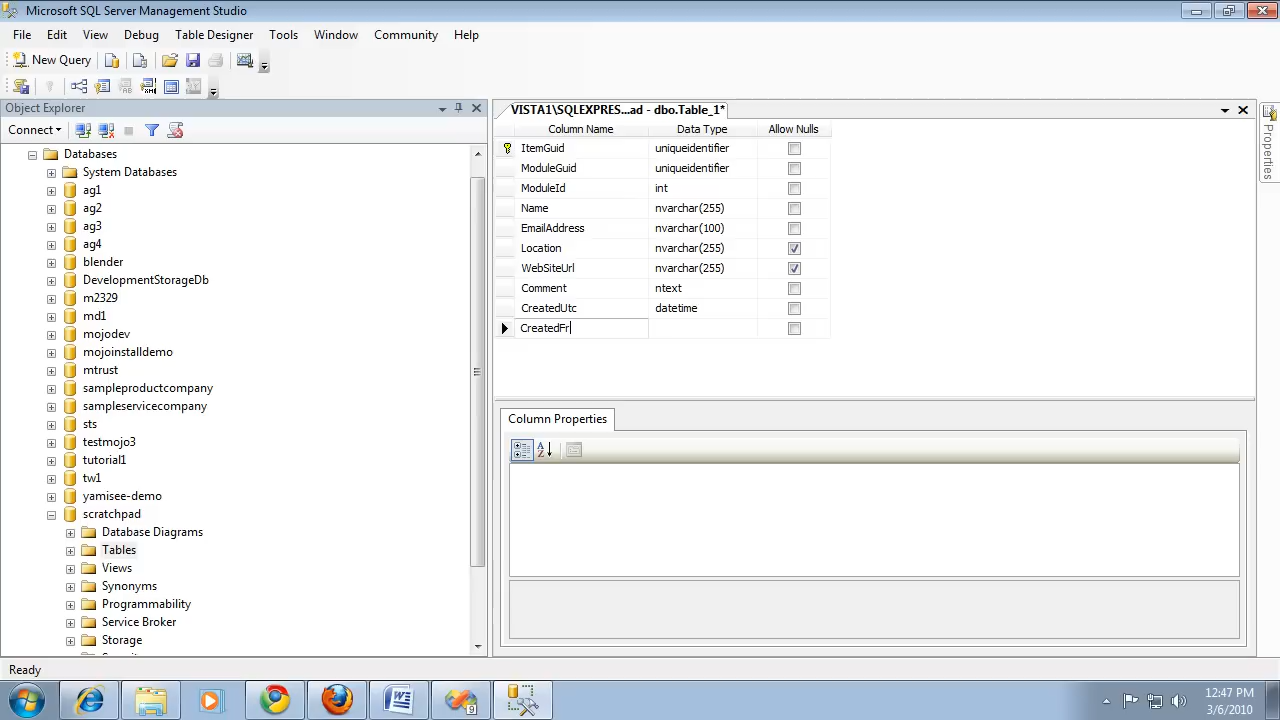 Microsoft SQL Server Management Studio
File Edit View Debug Table Designer Tools Window Community Help
New Query
Object Explorer
Connect
Databases
System Databases
ag1
ag2
ag3
ag4
blender
DevelopmentStorageDb
m2329
md1
mojodev
mojoinstalldemo
mtrust
sampleproductcompany
sampleservicecompany
sts
testmojo3
tutorial1
tw1
yamisee-demo
scratchpad
Database Diagrams
Tables
Views
Synonyms
Programmability
Service Broker
Storage
VISTA1\SQLEXPRES...ad - dbo.Table_1*
Column Name Data Type Allow Nulls
ItemGuid uniqueidentifier
ModuleGuid uniqueidentifier
ModuleId int
Name nvarchar(255)
EmailAddress nvarchar(100)
Location nvarchar(255)
WebSiteUrl nvarchar(255)
Comment ntext
CreatedUtc datetime
CreatedFr
Column Properties
Properties
Ready
12:47 PM
3/6/2010